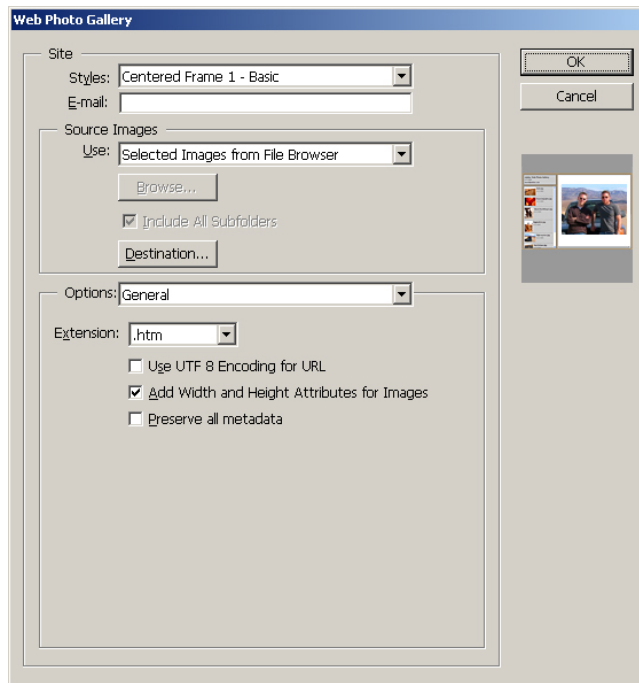 Web Photo Gallery
Site
OK
Styles: Centered Frame 1 - Basic
E-mail:
Cancel
Source Images
Use: Selected Images from File Browser
Browse...
Include All Subfolders
Destination...
Options: General
Extension: .htm
Use UTF 8 Encoding for URL
Add Width and Height Attributes for Images
Preserve all metadata